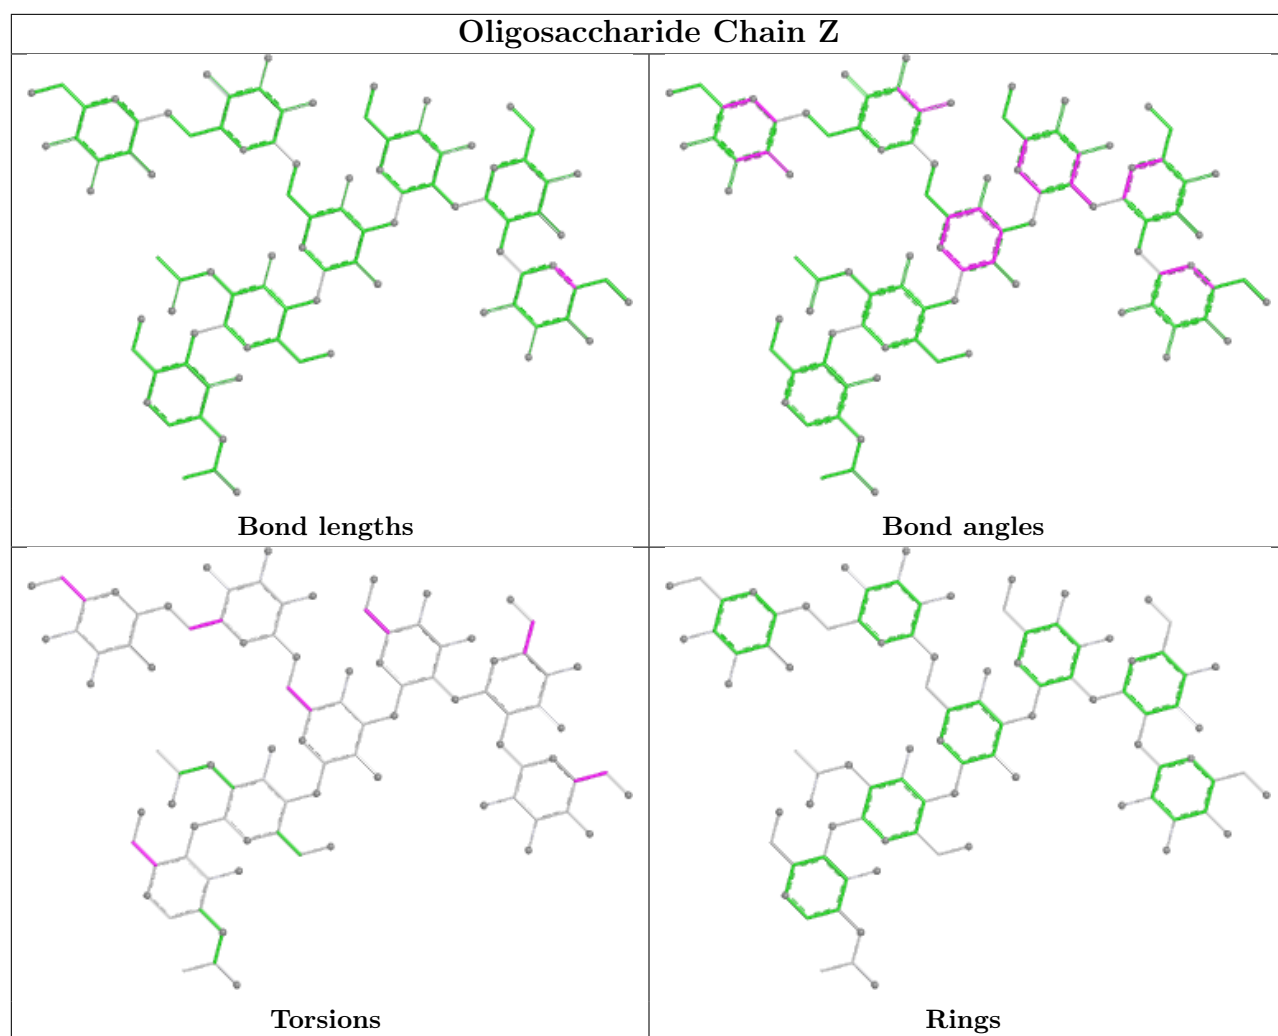 Oligosaccharide Chain Z
Bond lengths
Bond angles
Torsions
Rings